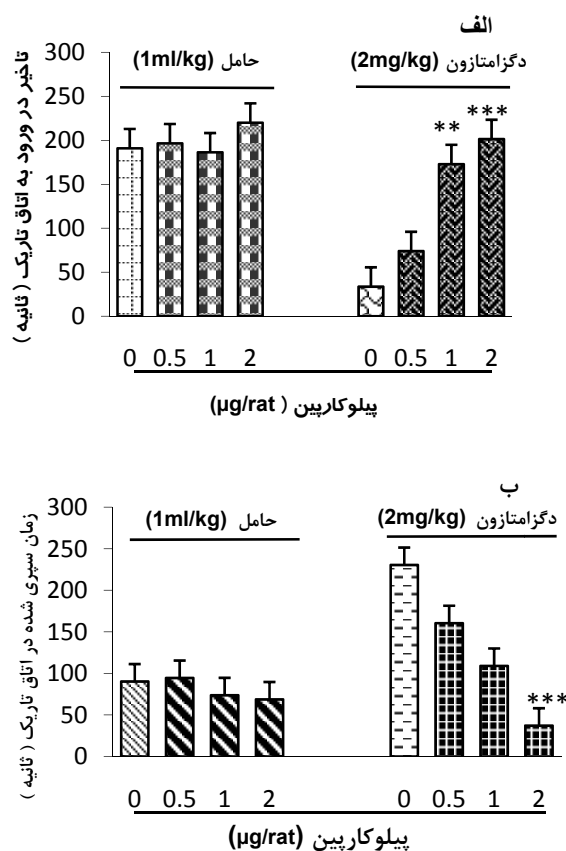 الف
حامل (1ml/kg)
دگزامتازون (2mg/kg)
تاخیر در ورود به اتاق تاریک ( ثانیه )
300
250
200
150
100
50
0
** ***
0 0.5 1 2 0 0.5 1 2
پیلوکارپین ( µg/rat)
ب
حامل (1ml/kg)
دگزامتازون (2mg/kg)
زمان سپری شده در اتاق تاریک ( ثانیه )
300
250
200
150
100
50
0
***
0 0.5 1 2 0 0.5 1 2
پیلوکارپین (µg/rat)